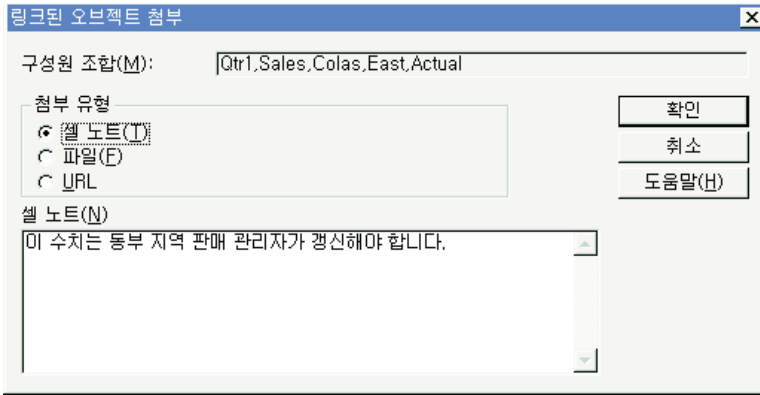 링크된 오브젝트 첨부
구성원 조합(M): Qtr1,Sales,Colas,East,Actual
첨부 유형
셀 노트(T)
파일(F)
URL
확인
취소
도움말(H)
셀 노트(N)
이 수치는 동부 지역 판매 관리자가 갱신해야 합니다.